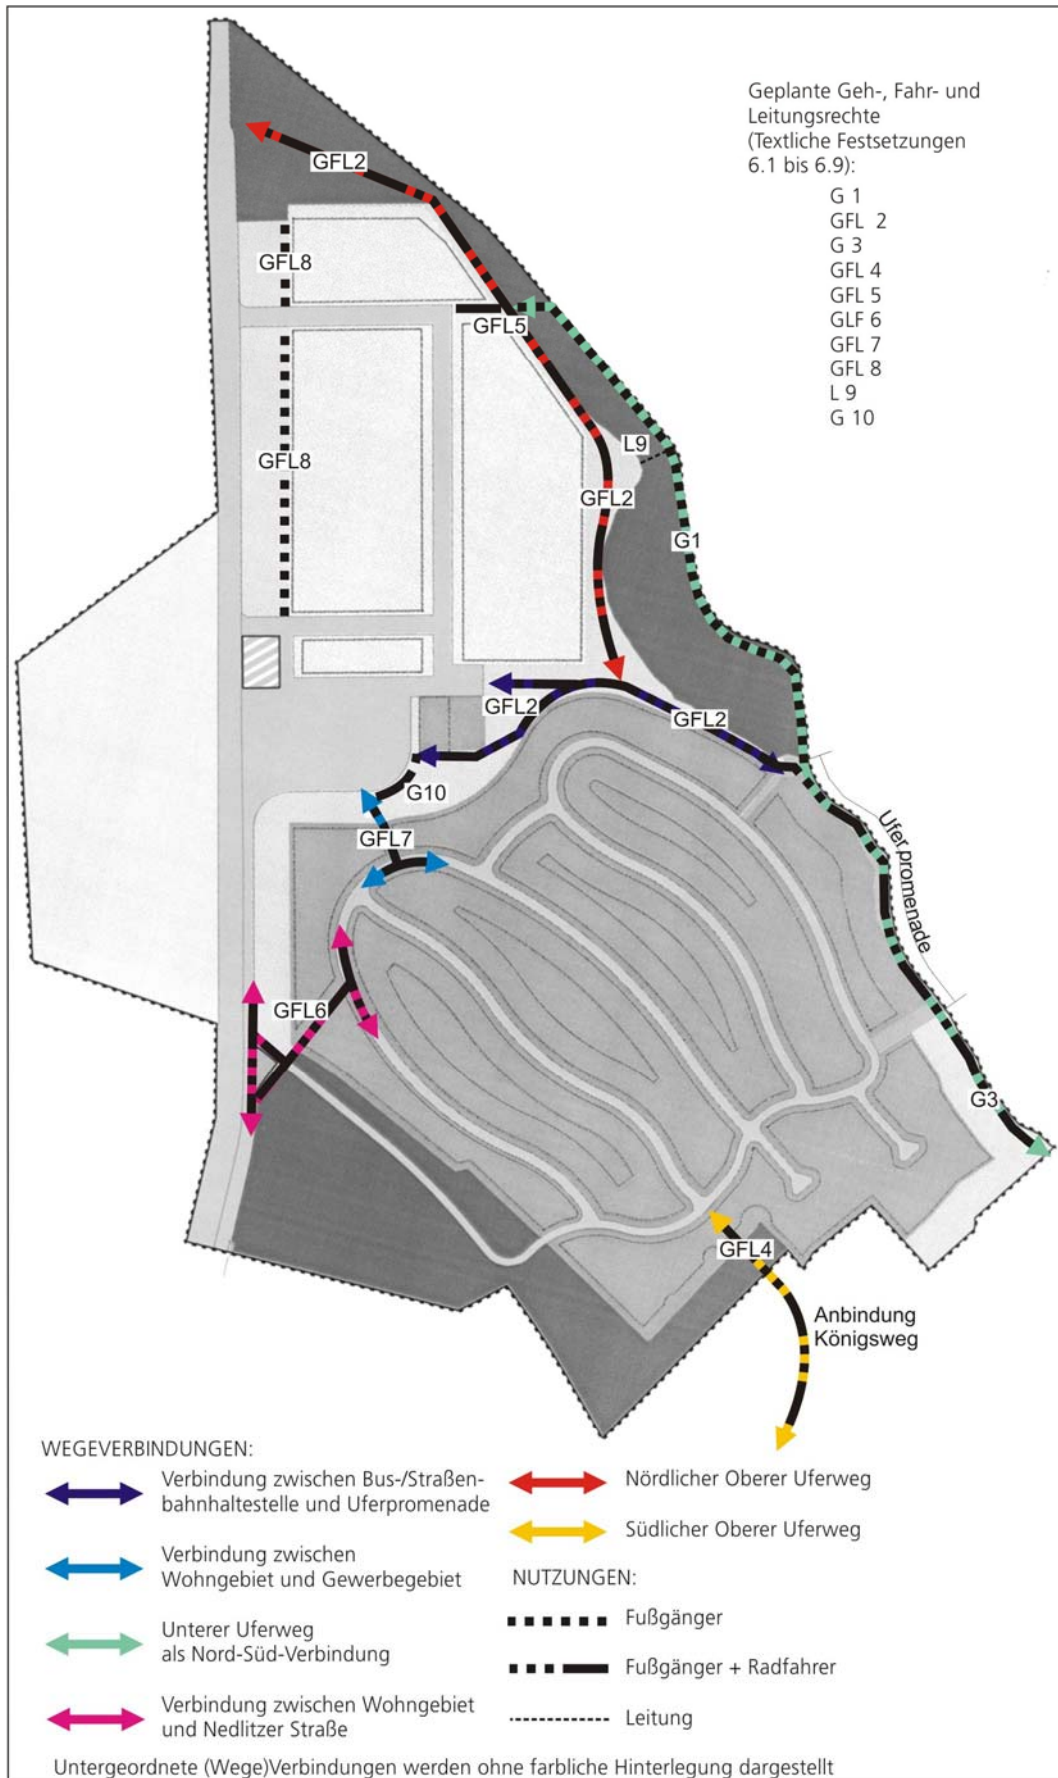 Geplante Geh-, Fahr- und
Leitungsrechte
(Textliche Festsetzungen
6.1 bis 6.9):
G 1
GFL 2
G 3
GFL 4
GFL 5
GLF 6
GFL 7
GFL 8
L 9
G 10
GFL2
GFL8
GFL5
L9
GFL8
GFL2
G1
GFL2
GFL2
G10
GFL7
Uferpromenade
GFL6
G3
GFL4
Anbindung
Königsweg
WEGEVERBINDUNGEN:
Verbindung zwischen Bus-/Straßen-
bahnhaltestelle und Uferpromenade
Verbindung zwischen
Wohngebiet und Gewerbegebiet
Unterer Uferweg
als Nord-Süd-Verbindung
Verbindung zwischen Wohngebiet
und Nedlitzer Straße
Nördlicher Oberer Uferweg
Südlicher Oberer Uferweg
NUTZUNGEN:
Fußgänger
Fußgänger + Radfahrer
Leitung
Untergeordnete (Wege)Verbindungen werden ohne farbliche Hinterlegung dargestellt